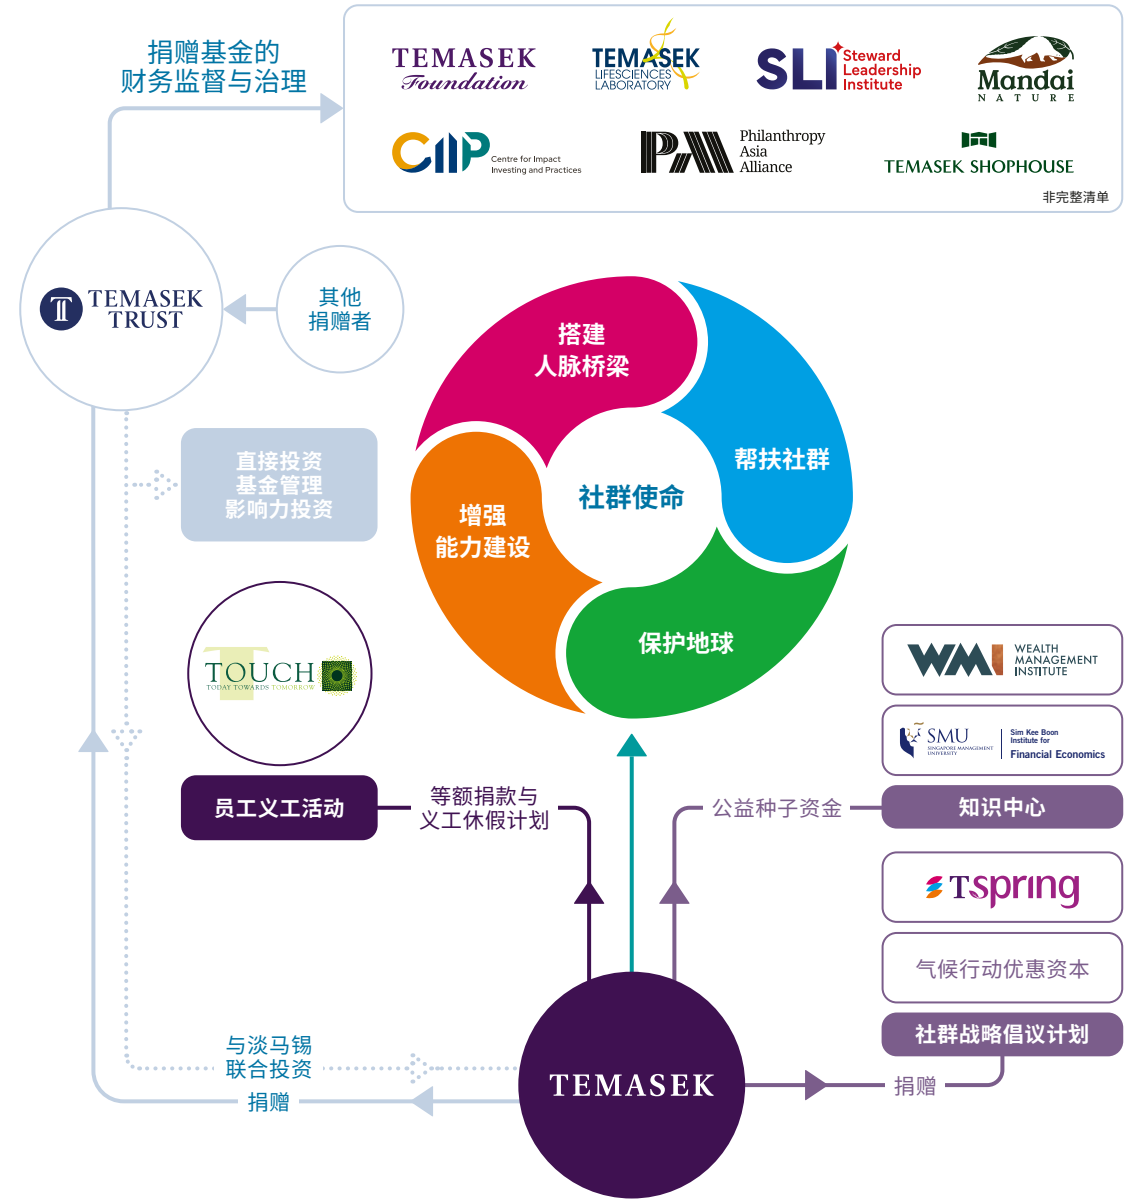 捐赠基金的
财务监督与治理
TEMASEK
Foundation
TEMASEK
LIFESCIENCES
LABORATORY
SLI
Steward
Leadership
Institute
Mandai
NATURE
CIIP
Centre for Impact
Investing and Practices
PAA
Philanthropy
Asia
Alliance
TEMASEK SHOPHOUSE
非完整清单
T
TEMASEK
TRUST
其他
捐赠者
搭建
人脉桥梁
帮扶社群
社群使命
增强
能力建设
保护地球
直接投资
基金管理
影响力投资
T
TOUCH
TODAY TOWARDS TOMORROW
员工义工活动
等额捐款与
义工休假计划
公益种子资金
WMI
WEALTH
MANAGEMENT
INSTITUTE
SMU
SINGAPORE MANAGEMENT
UNIVERSITY
Sim Kee Boon
Institute for
Financial Economics
知识中心
Tspring
气候行动优惠资本
社群战略倡议计划
与淡马锡
联合投资
捐赠
TEMASEK
捐赠